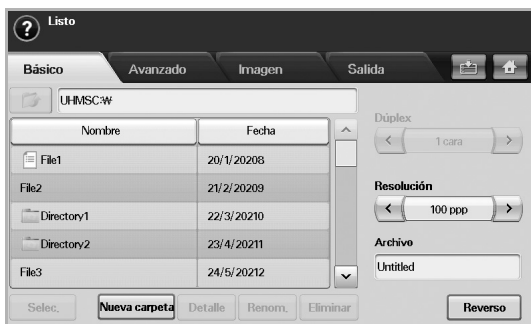 Listo
Básico Avanzado Imagen Salida
UHMSC:₩
Nombre Fecha
File1 20/1/20208
File2 21/2/20209
Directory1 22/3/20210
Directory2 23/4/20211
File3 24/5/20212
Dúplex
1 cara
Resolución
100 ppp
Archivo
Untitled
Selec. Nueva carpeta Detalle Renom. Eliminar Reverso